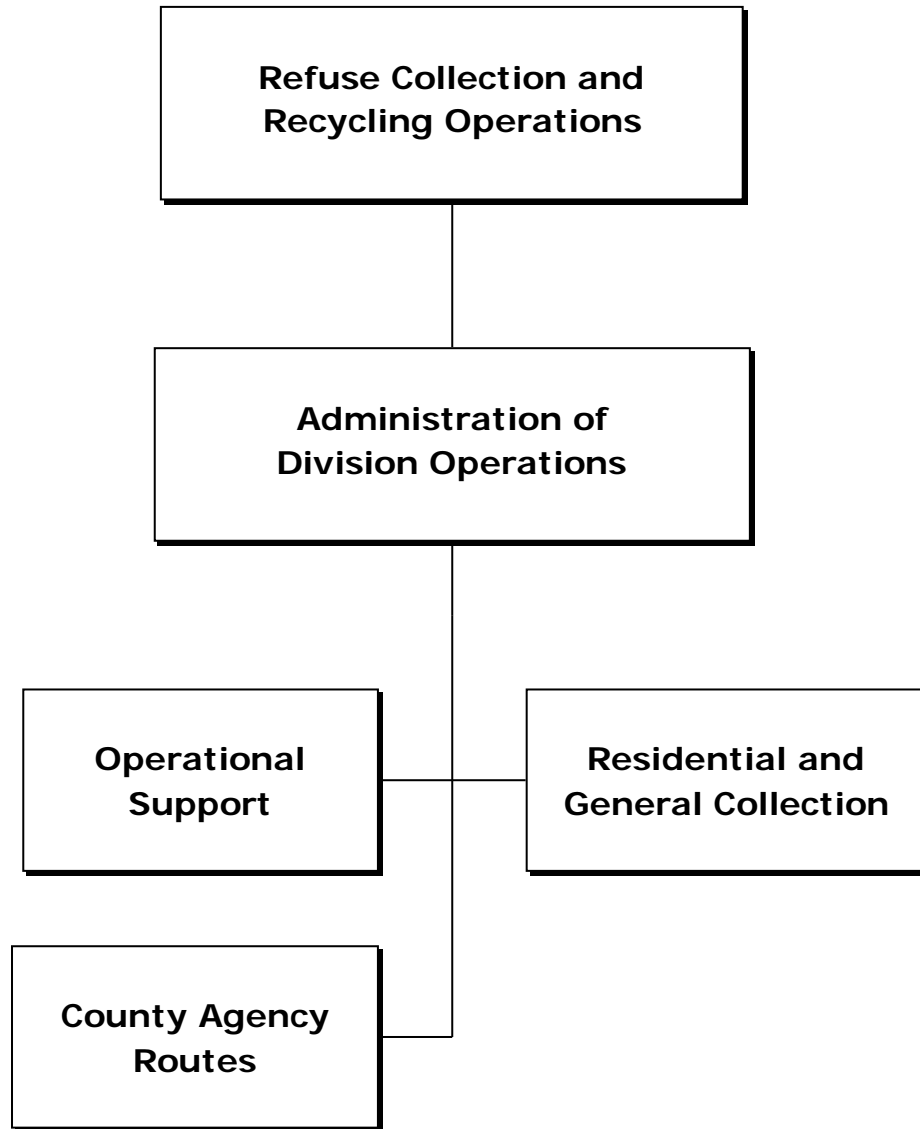 Refuse Collection and
Recycling Operations
Administration of
Division Operations
Operational
Support
Residential and
General Collection
County Agency
Routes